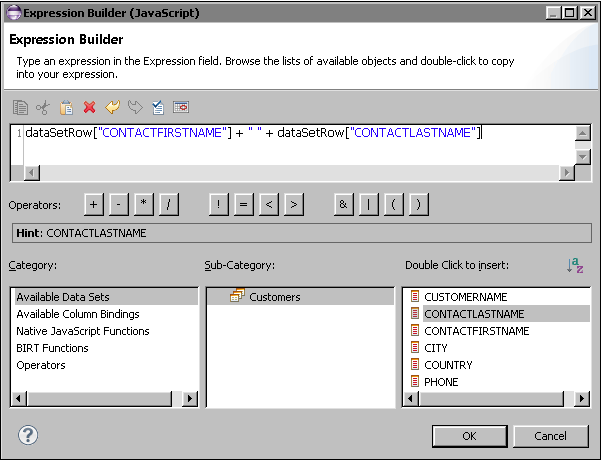 Expression Builder (JavaScript)
Expression Builder
Type an expression in the Expression field. Browse the lists of available objects and double-click to copy
into your expression.
1 dataSetRow["CONTACTFIRSTNAME"] + " " + dataSetRow["CONTACTLASTNAME"]
Operators: + - * / ! = < > & | ( )
Hint: CONTACTLASTNAME
Category: Sub-Category: Double Click to insert:
Available Data Sets
Available Column Bindings
Native JavaScript Functions
BIRT Functions
Operators
Customers
CUSTOMERNAME
CONTACTLASTNAME
CONTACTFIRSTNAME
CITY
COUNTRY
PHONE
OK Cancel